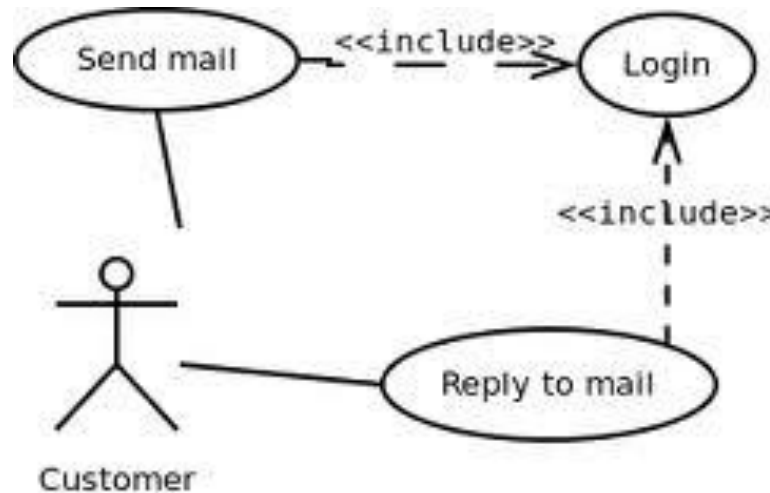 Send mail
<<include>>
Login
<<include>>
Reply to mail
Customer